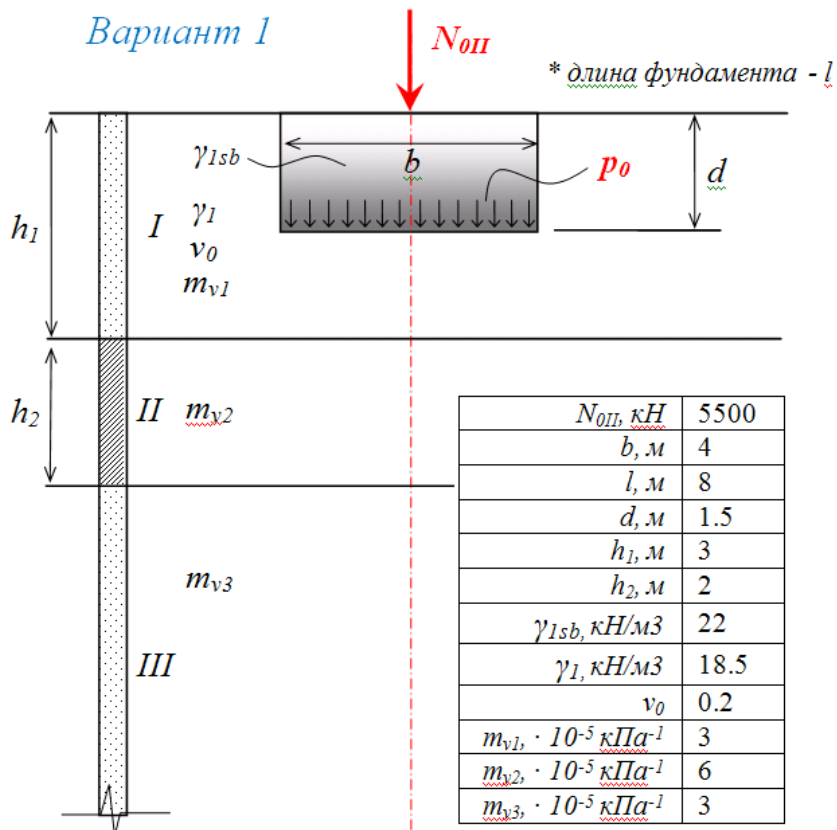 Вариант 1
N0II
* длина фундамента - l
γ1sb
b
p0
d
h1
I
γ1
ν0
mv1
h2
II
mv2
mv3
III
N0II, кН 5500
b, м 4
l, м 8
d, м 1.5
h1, м 3
h2, м 2
γ1sb, кН/м3 22
γ1, кН/м3 18.5
ν0 0.2
mv1, · 10-5 кПа-1 3
mv2, · 10-5 кПа-1 6
mv3, · 10-5 кПа-1 3